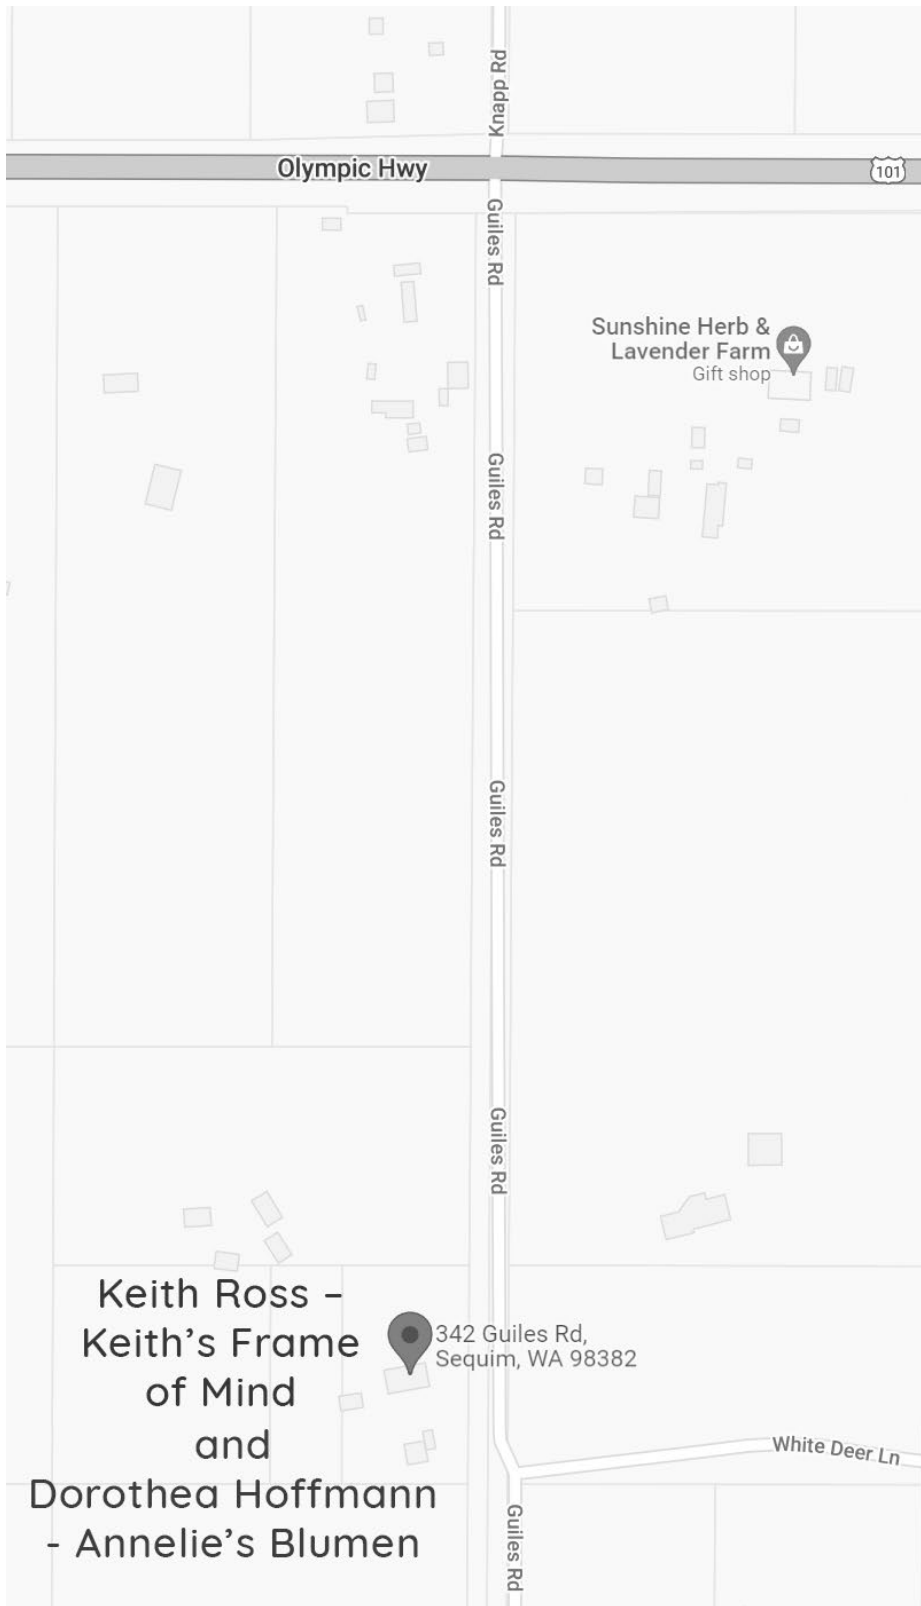 Knapp Rd
Olympic Hwy
101
Guiles Rd
Sunshine Herb &
Lavender Farm
Gift shop
Guiles Rd
Guiles Rd
Guiles Rd
Keith Ross –
Keith's Frame
of Mind
and
Dorothea Hoffmann
- Annelie's Blumen
342 Guiles Rd,
Sequim, WA 98382
White Deer Ln
Guiles Rd